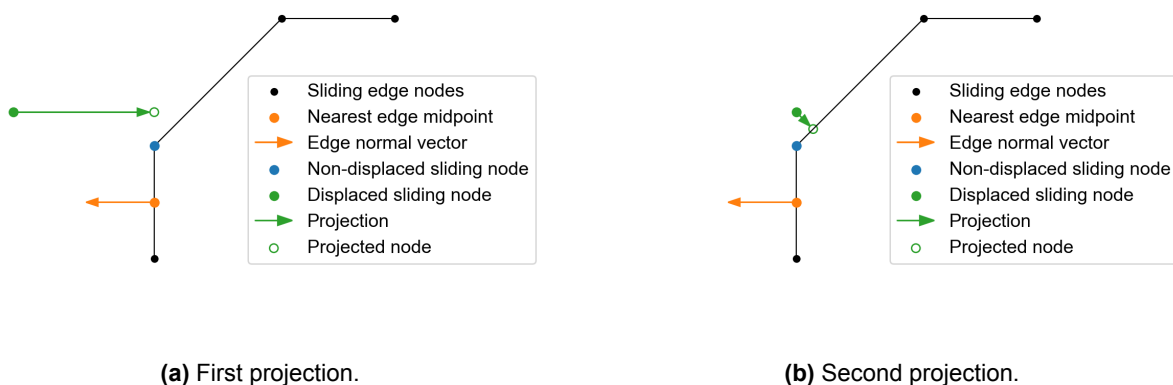 Sliding edge nodes
Nearest edge midpoint
Edge normal vector
Non-displaced sliding node
Displaced sliding node
Projection
Projected node
(a) First projection.
Sliding edge nodes
Nearest edge midpoint
Edge normal vector
Non-displaced sliding node
Displaced sliding node
Projection
Projected node
(b) Second projection.